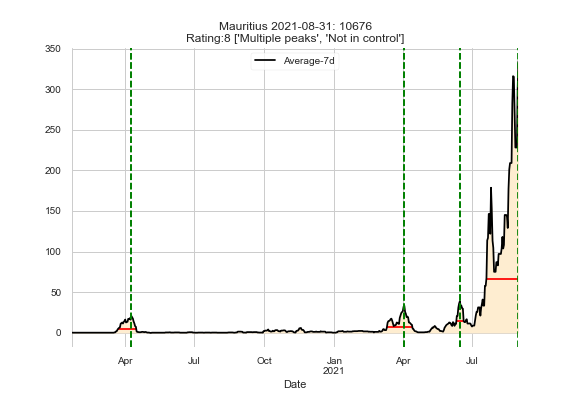 Mauritius 2021-08-31: 10676
Rating:8 ['Multiple peaks', 'Not in control']
Average-7d
350
300
250
200
150
100
50
0
Apr Jul Oct Jan Apr Jul
2021
Date